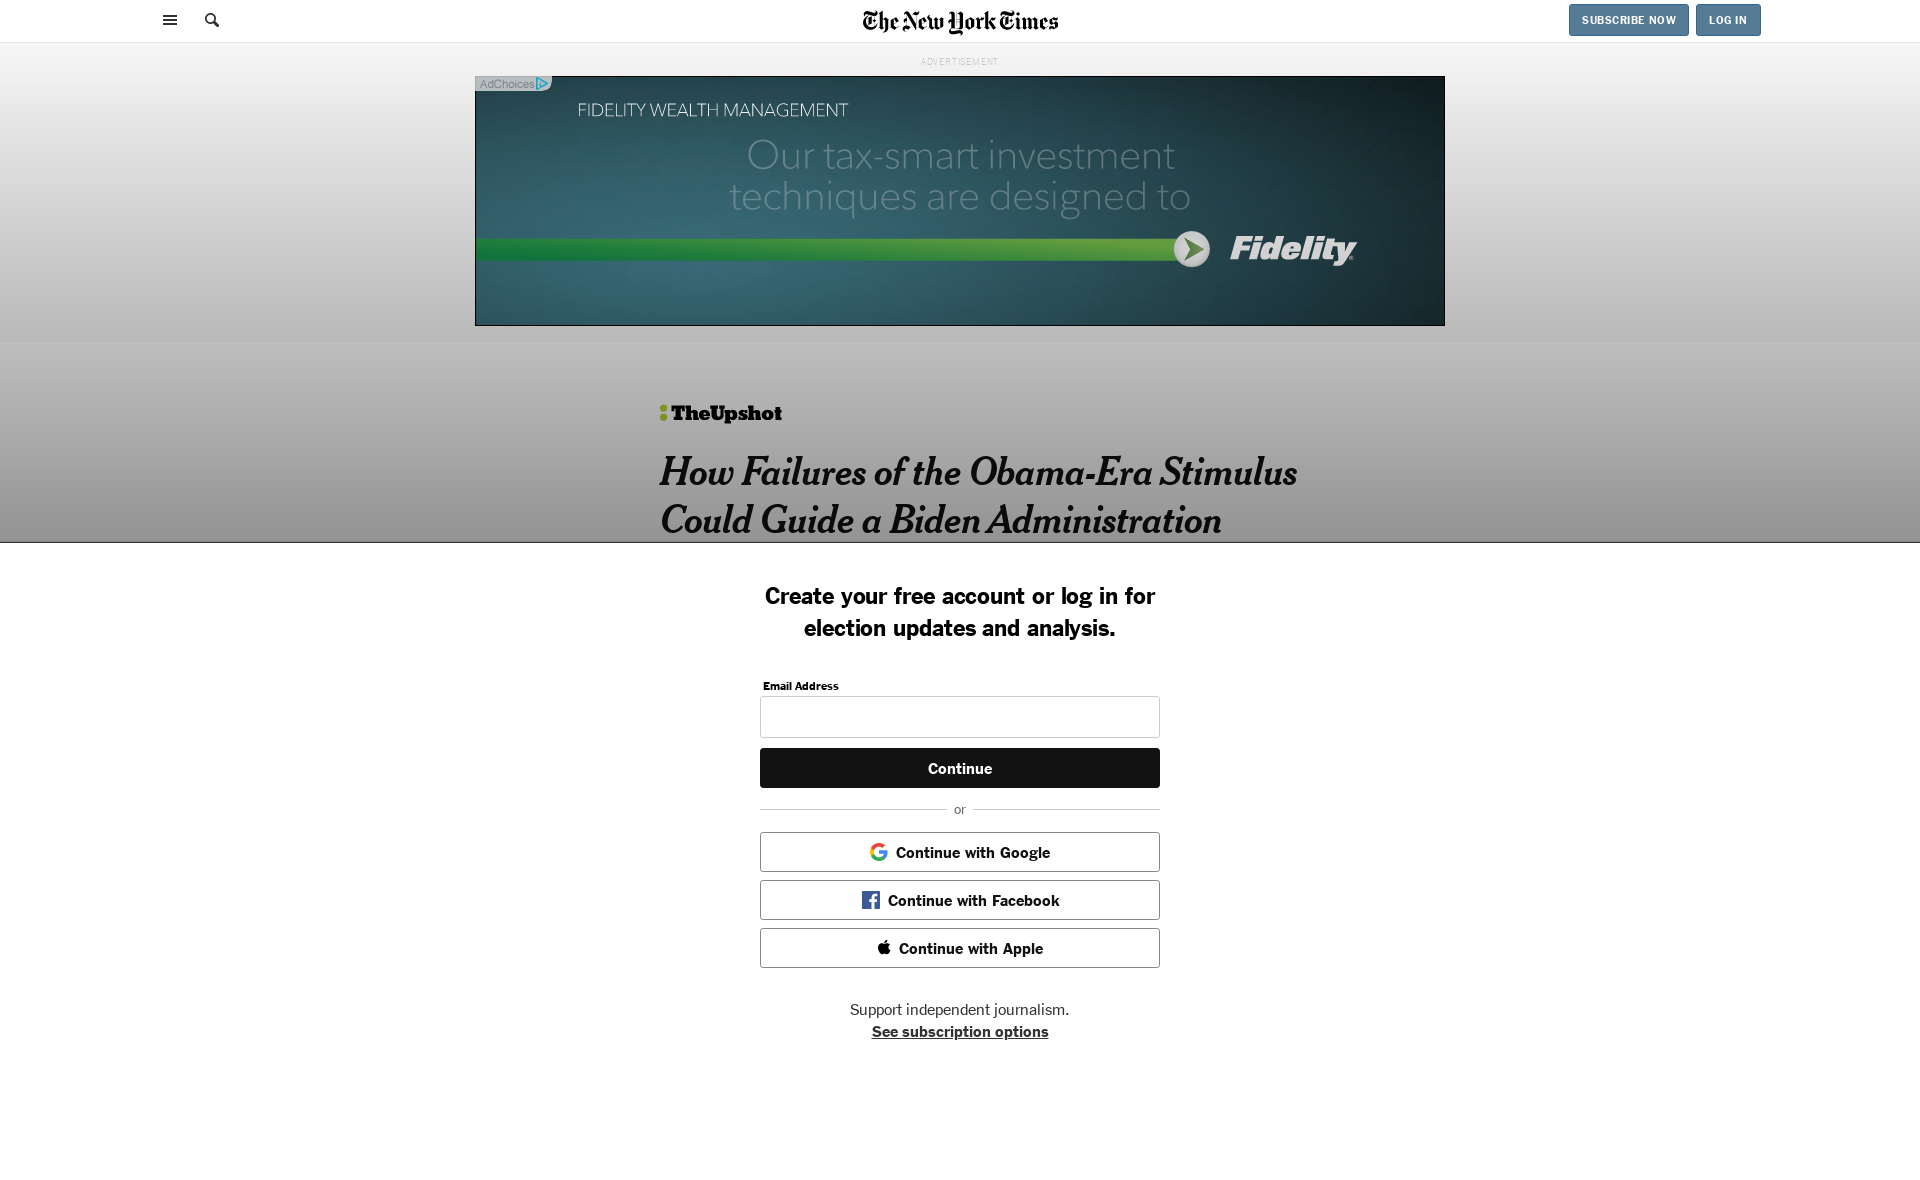 The New York Times
SUBSCRIBE NOW
LOG IN
ADVERTISEMENT
AdChoices
FIDELITY WEALTH MANAGEMENT
Our tax-smart investment
techniques are designed to
Fidelity
TheUpshot
How Failures of the Obama-Era Stimulus
Could Guide a Biden Administration
Create your free account or log in for
election updates and analysis.
Email Address
Continue
or
Continue with Google
Continue with Facebook
Continue with Apple
Support independent journalism.
See subscription options